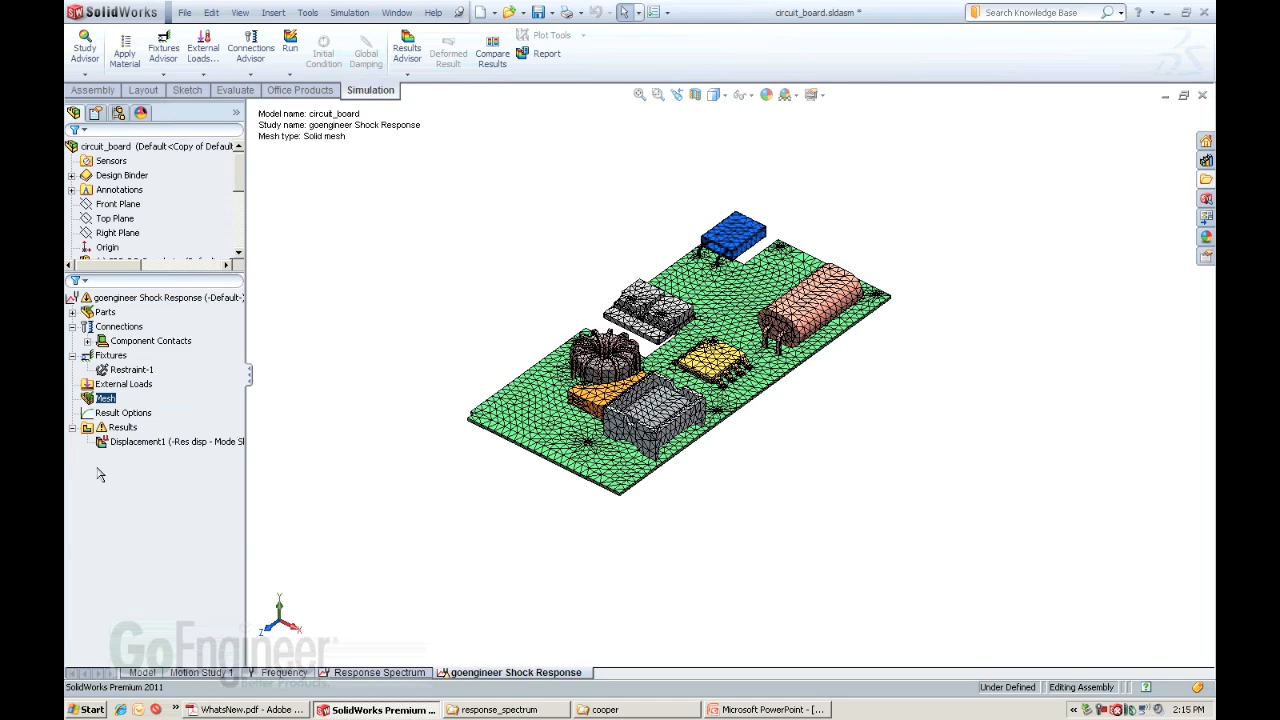 SolidWorks File Edit View Insert Tools Simulation Window Help circuit_board.sldasm * Search Knowledge Base
Study Advisor Apply Material Fixtures Advisor External Loads... Connections Advisor Run Initial Condition Global Damping Results Advisor Deformed Result Compare Results Plot Tools Report
Assembly Layout Sketch Evaluate Office Products Simulation
Model name: circuit_board
Study name: goengineer Shock Response
Mesh type: Solid mesh
circuit_board (Default<Copy of Default
Sensors
Design Binder
Annotations
Front Plane
Top Plane
Right Plane
Origin
goengineer Shock Response (-Default-)
Parts
Connections
Component Contacts
Fixtures
Restraint-1
External Loads
Mesh
Result Options
Results
Displacement1 (-Res disp - Mode S
Y
Z X
GoEngineer
Better Products.
Model Motion Study 1 Frequency Response Spectrum goengineer Shock Response
SolidWorks Premium 2011 Under Defined Editing Assembly
Start WhatsNew.pdf - Adobe ... SolidWorks Premium ... response_spectrum cooper Microsoft PowerPoint - [... 2:15 PM